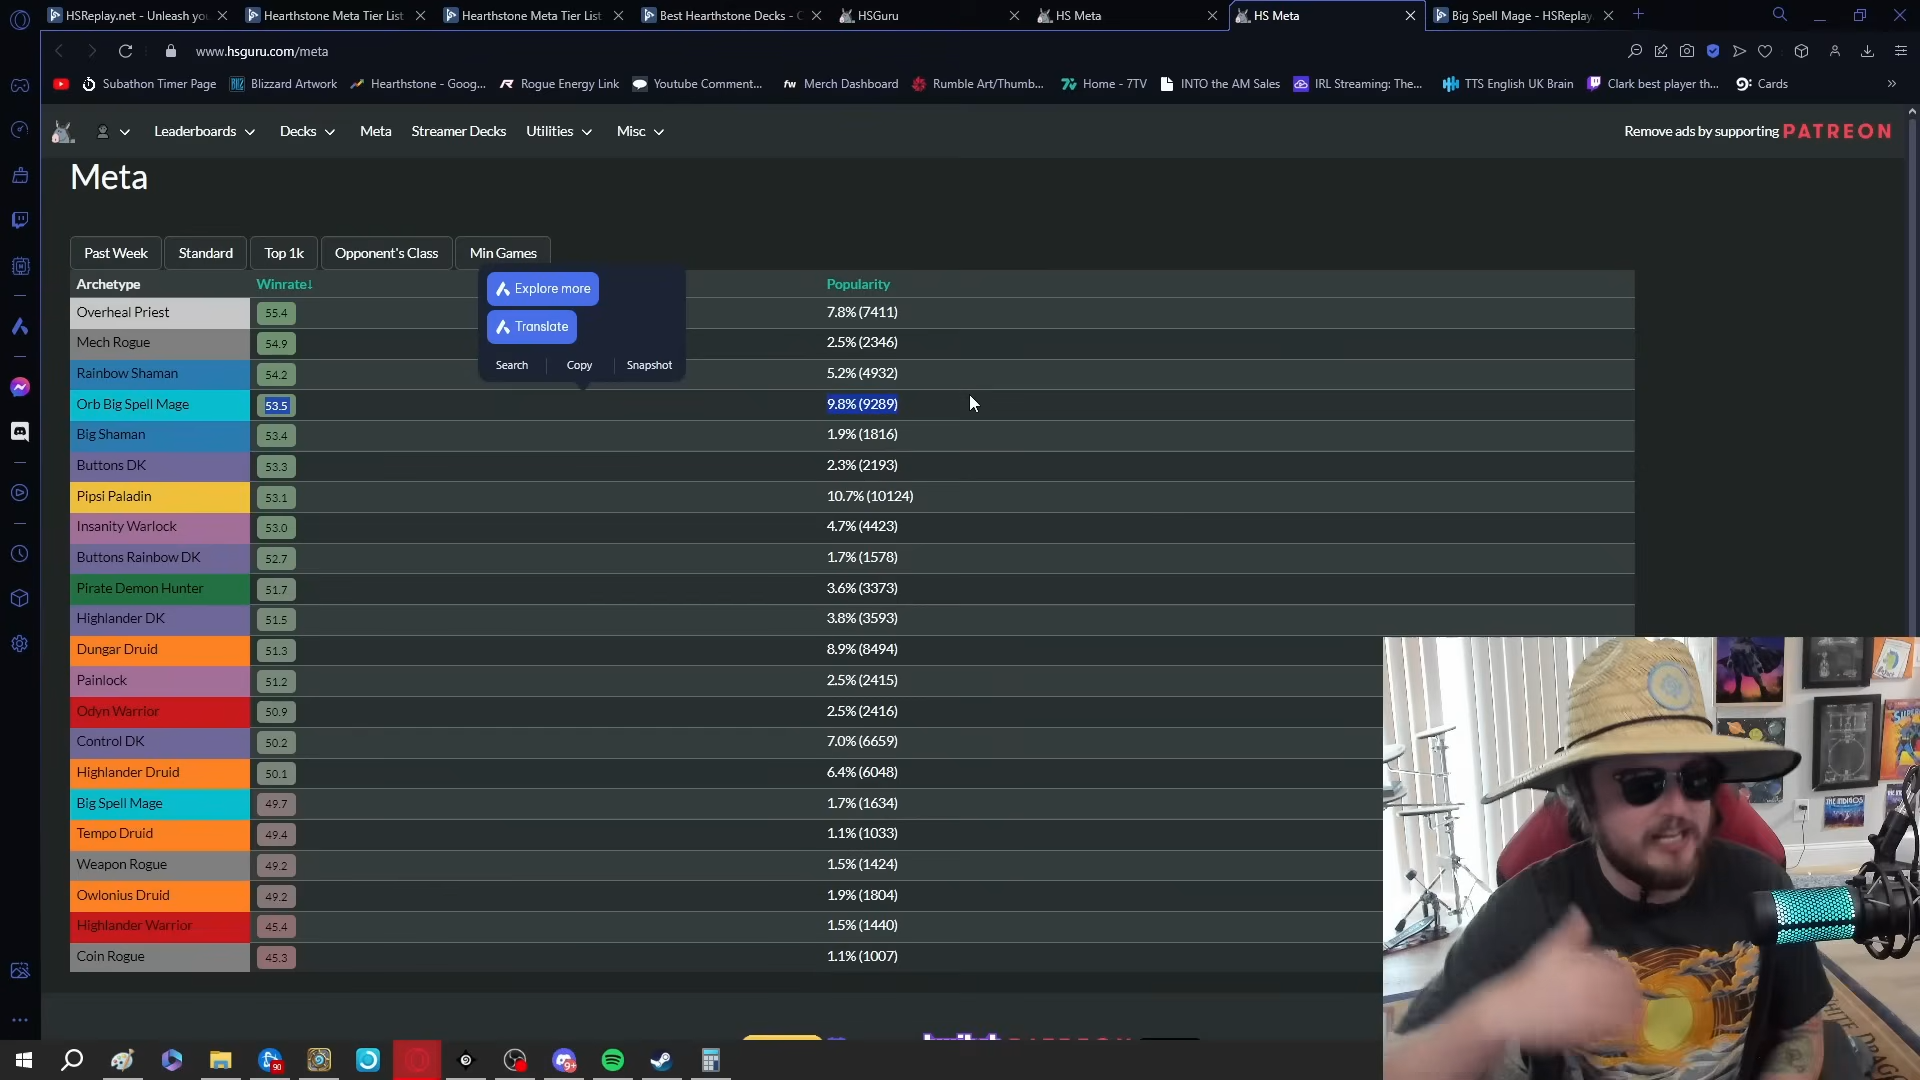 HSReplay.net - Unleash yo
Hearthstone Meta Tier List
Hearthstone Meta Tier List
Best Hearthstone Decks - C
HSGuru
HS Meta
HS Meta
Big Spell Mage - HSReplay
www.hsguru.com/meta
Subathon Timer Page
Blizzard Artwork
Hearthstone - Goog...
Rogue Energy Link
Youtube Comment...
fw Merch Dashboard
Rumble Art/Thumb...
Home - 7TV
INTO the AM Sales
IRL Streaming: The...
TTS English UK Brain
Clark best player th...
Cards
Leaderboards
Decks
Meta
Streamer Decks
Utilities
Misc
Remove ads by supporting PATREON
Meta
Past Week
Standard
Top 1k
Opponent's Class
Min Games
Archetype Winrate↓ Popularity
Explore more
Translate
Search Copy Snapshot
Overheal Priest 55.4 7.8% (7411)
Mech Rogue 54.9 2.5% (2346)
Rainbow Shaman 54.2 5.2% (4932)
Orb Big Spell Mage 53.5 9.8% (9289)
Big Shaman 53.4 1.9% (1816)
Buttons DK 53.3 2.3% (2193)
Pipsi Paladin 53.1 10.7% (10124)
Insanity Warlock 53.0 4.7% (4423)
Buttons Rainbow DK 52.7 1.7% (1578)
Pirate Demon Hunter 51.7 3.6% (3373)
Highlander DK 51.5 3.8% (3593)
Dungar Druid 51.3 8.9% (8494)
Painlock 51.2 2.5% (2415)
Odyn Warrior 50.9 2.5% (2416)
Control DK 50.2 7.0% (6659)
Highlander Druid 50.1 6.4% (6048)
Big Spell Mage 49.7 1.7% (1634)
Tempo Druid 49.4 1.1% (1033)
Weapon Rogue 49.2 1.5% (1424)
Owlonius Druid 49.2 1.9% (1804)
Highlander Warrior 45.4 1.5% (1440)
Coin Rogue 45.3 1.1% (1007)
THE INDIGOS
90
9+